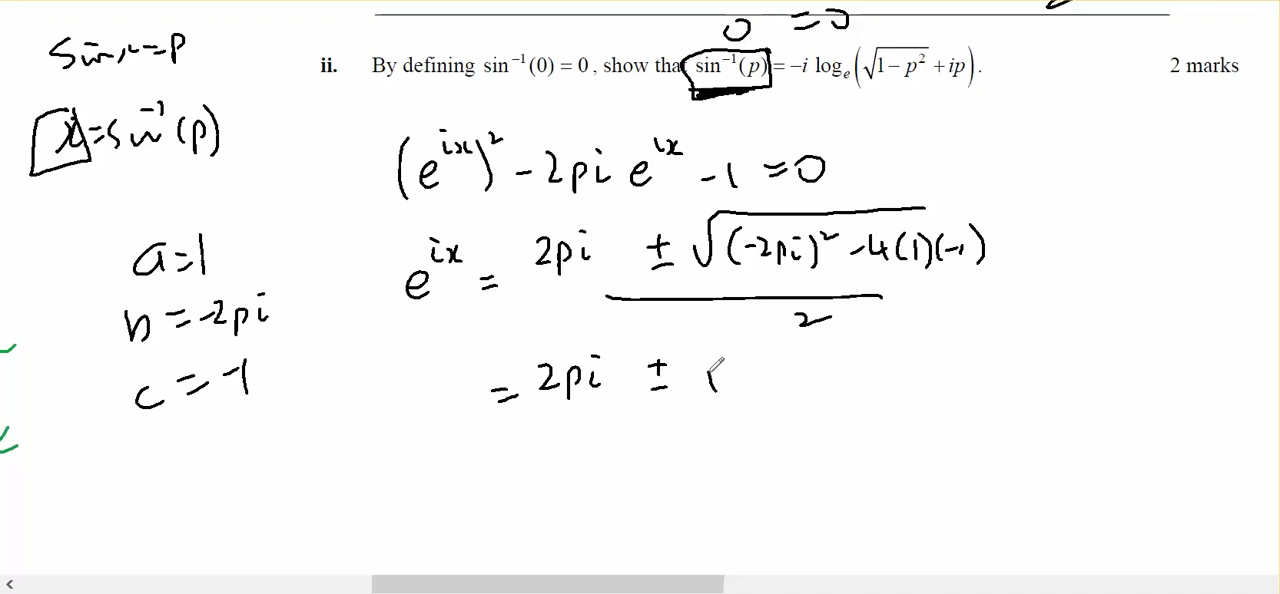 0 = 0
sin x = p
ii. By defining sin⁻¹(0) = 0, show that sin⁻¹(p) = −i logₑ(√(1 − p²) + ip). 2 marks
x = sin⁻¹(p)
(e^{ix})² − 2pi e^{ix} − 1 = 0
a = 1
e^{ix} = 2pi ± √((−2pi)² − 4(1)(−1)) / 2
b = −2pi
c = −1
= 2pi ± (